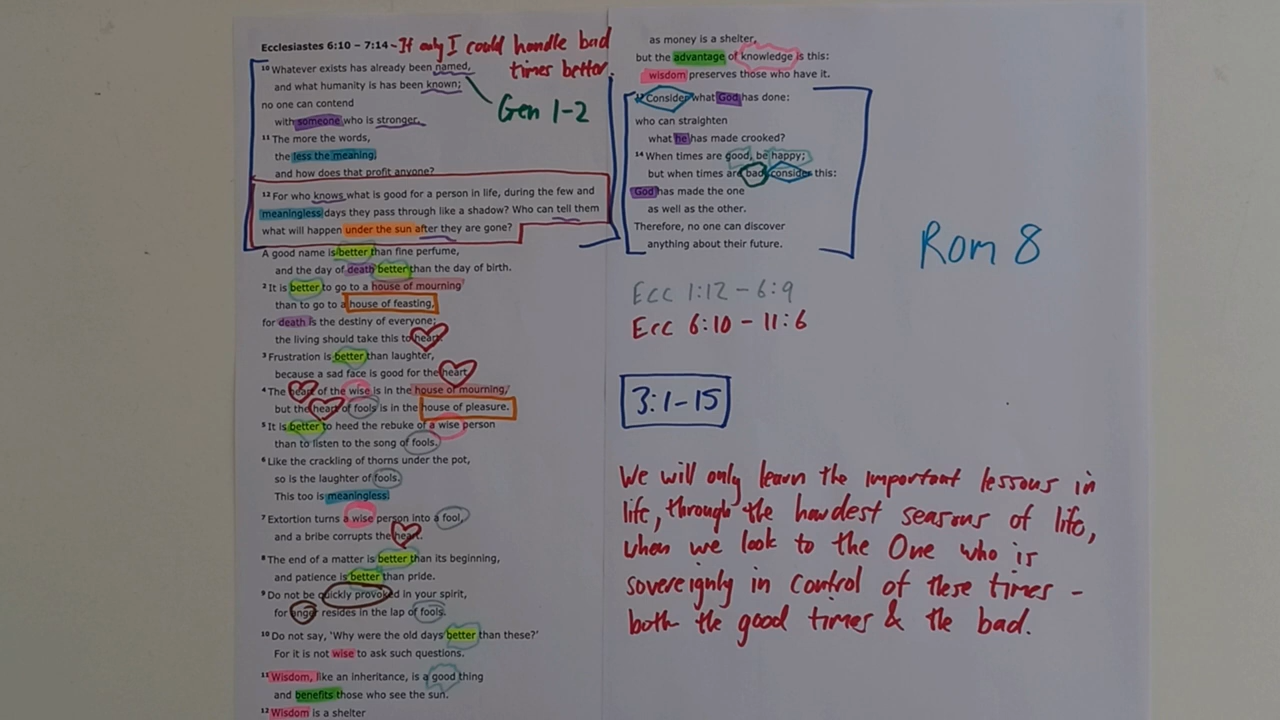 Ecclesiastes 6:10 – 7:14 - If only I could handle bad
times better.
10 Whatever exists has already been named,
and what humanity is has been known;
Gen 1-2
no one can contend
with someone who is stronger.
11 The more the words,
the less the meaning,
and how does that profit anyone?
12 For who knows what is good for a person in life, during the few and
meaningless days they pass through like a shadow? Who can tell them
what will happen under the sun after they are gone?
A good name is better than fine perfume,
and the day of death better than the day of birth.
2 It is better to go to a house of mourning
than to go to a house of feasting,
for death is the destiny of everyone;
the living should take this to heart.
3 Frustration is better than laughter,
because a sad face is good for the heart.
4 The heart of the wise is in the house of mourning,
but the heart of fools is in the house of pleasure.
5 It is better to heed the rebuke of a wise person
than to listen to the song of fools.
6 Like the crackling of thorns under the pot,
so is the laughter of fools.
This too is meaningless.
7 Extortion turns a wise person into a fool,
and a bribe corrupts the heart.
8 The end of a matter is better than its beginning,
and patience is better than pride.
9 Do not be quickly provoked in your spirit,
for anger resides in the lap of fools.
10 Do not say, ‘Why were the old days better than these?’
For it is not wise to ask such questions.
11 Wisdom, like an inheritance, is a good thing
and benefits those who see the sun.
12 Wisdom is a shelter
as money is a shelter,
but the advantage of knowledge is this:
wisdom preserves those who have it.
13 Consider what God has done:
who can straighten
what he has made crooked?
14 When times are good, be happy;
but when times are bad, consider this:
God has made the one
as well as the other.
Therefore, no one can discover
anything about their future.
Rom 8
Ecc 1:12 - 6:9
Ecc 6:10 - 11:6
3:1-15
We will only learn the important lessons in
life, through the hardest seasons of life,
when we look to the One who is
sovereignly in control of these times -
both the good times & the bad.